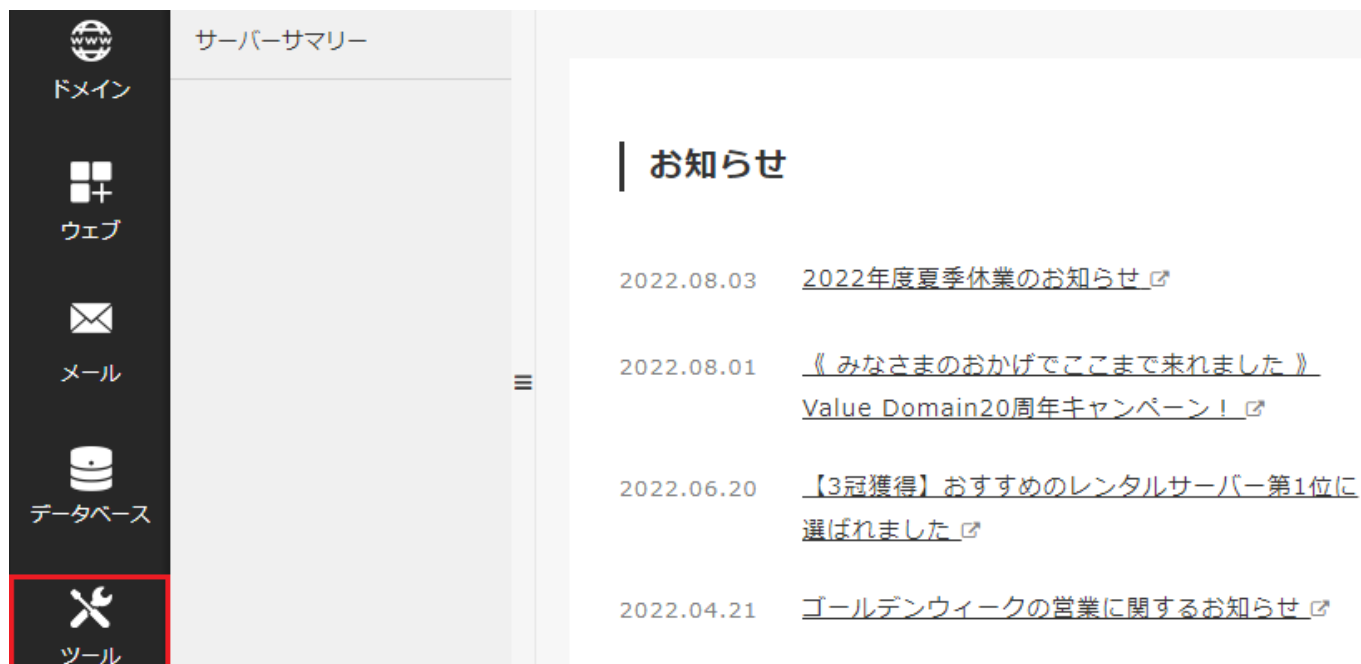 www
ドメイン
ウェブ
メール
データベース
ツール
サーバーサマリー
お知らせ
2022.08.03 2022年度夏季休業のお知らせ
2022.08.01 《 みなさまのおかげでここまで来れました 》
Value Domain20周年キャンペーン！
2022.06.20 【3冠獲得】おすすめのレンタルサーバー第1位に
選ばれました
2022.04.21 ゴールデンウィークの営業に関するお知らせ